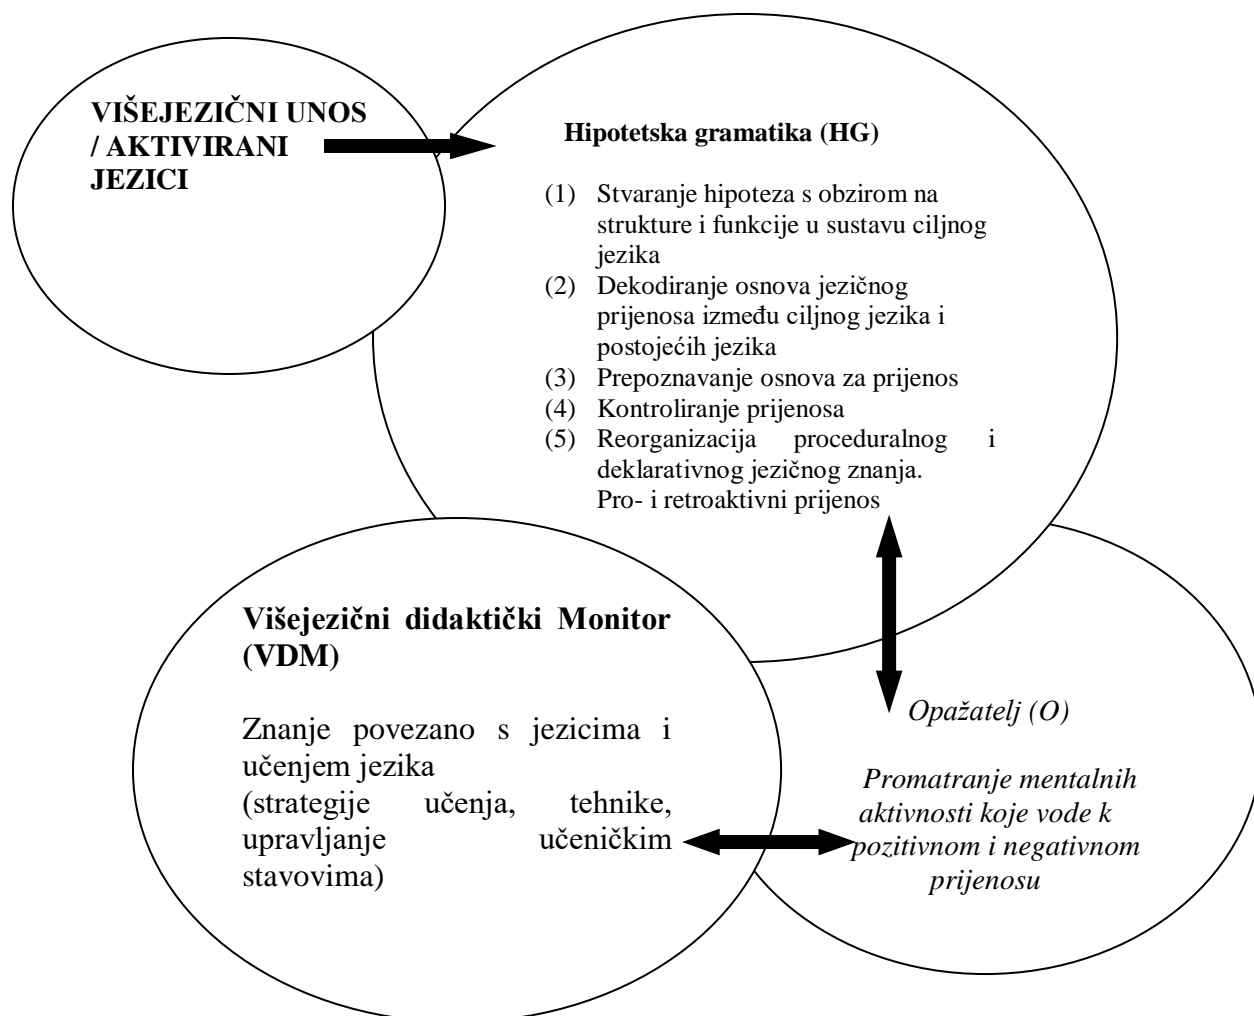 VIŠEJEZIČNI UNOS
/ AKTIVIRANI
JEZICI
Hipotetska gramatika (HG)
(1) Stvaranje hipoteza s obzirom na
strukture i funkcije u sustavu ciljnog
jezika
(2) Dekodiranje osnova jezičnog
prijenosa između ciljnog jezika i
postojećih jezika
(3) Prepoznavanje osnova za prijenos
(4) Kontroliranje prijenosa
(5) Reorganizacija proceduralnog i
deklarativnog jezičnog znanja.
Pro- i retroaktivni prijenos
Višejezični didaktički Monitor
(VDM)
Znanje povezano s jezicima i
učenjem jezika
(strategije učenja, tehnike,
upravljanje učeničkim
stavovima)
Opažatelj (O)
Promatranje mentalnih
aktivnosti koje vode k
pozitivnom i negativnom
prijenosu